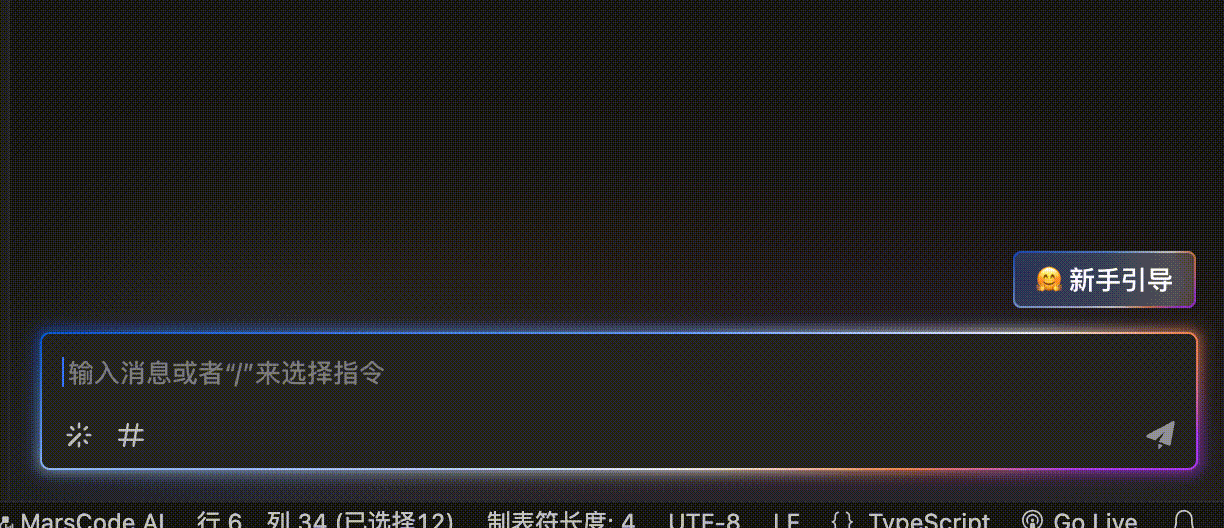 🤗 新手引导
输入消息或者“/”来选择指令
MarsCode AI 行 6，列 34 (已选择12) 制表符长度: 4 UTF-8 LF {} TypeScript Go Live